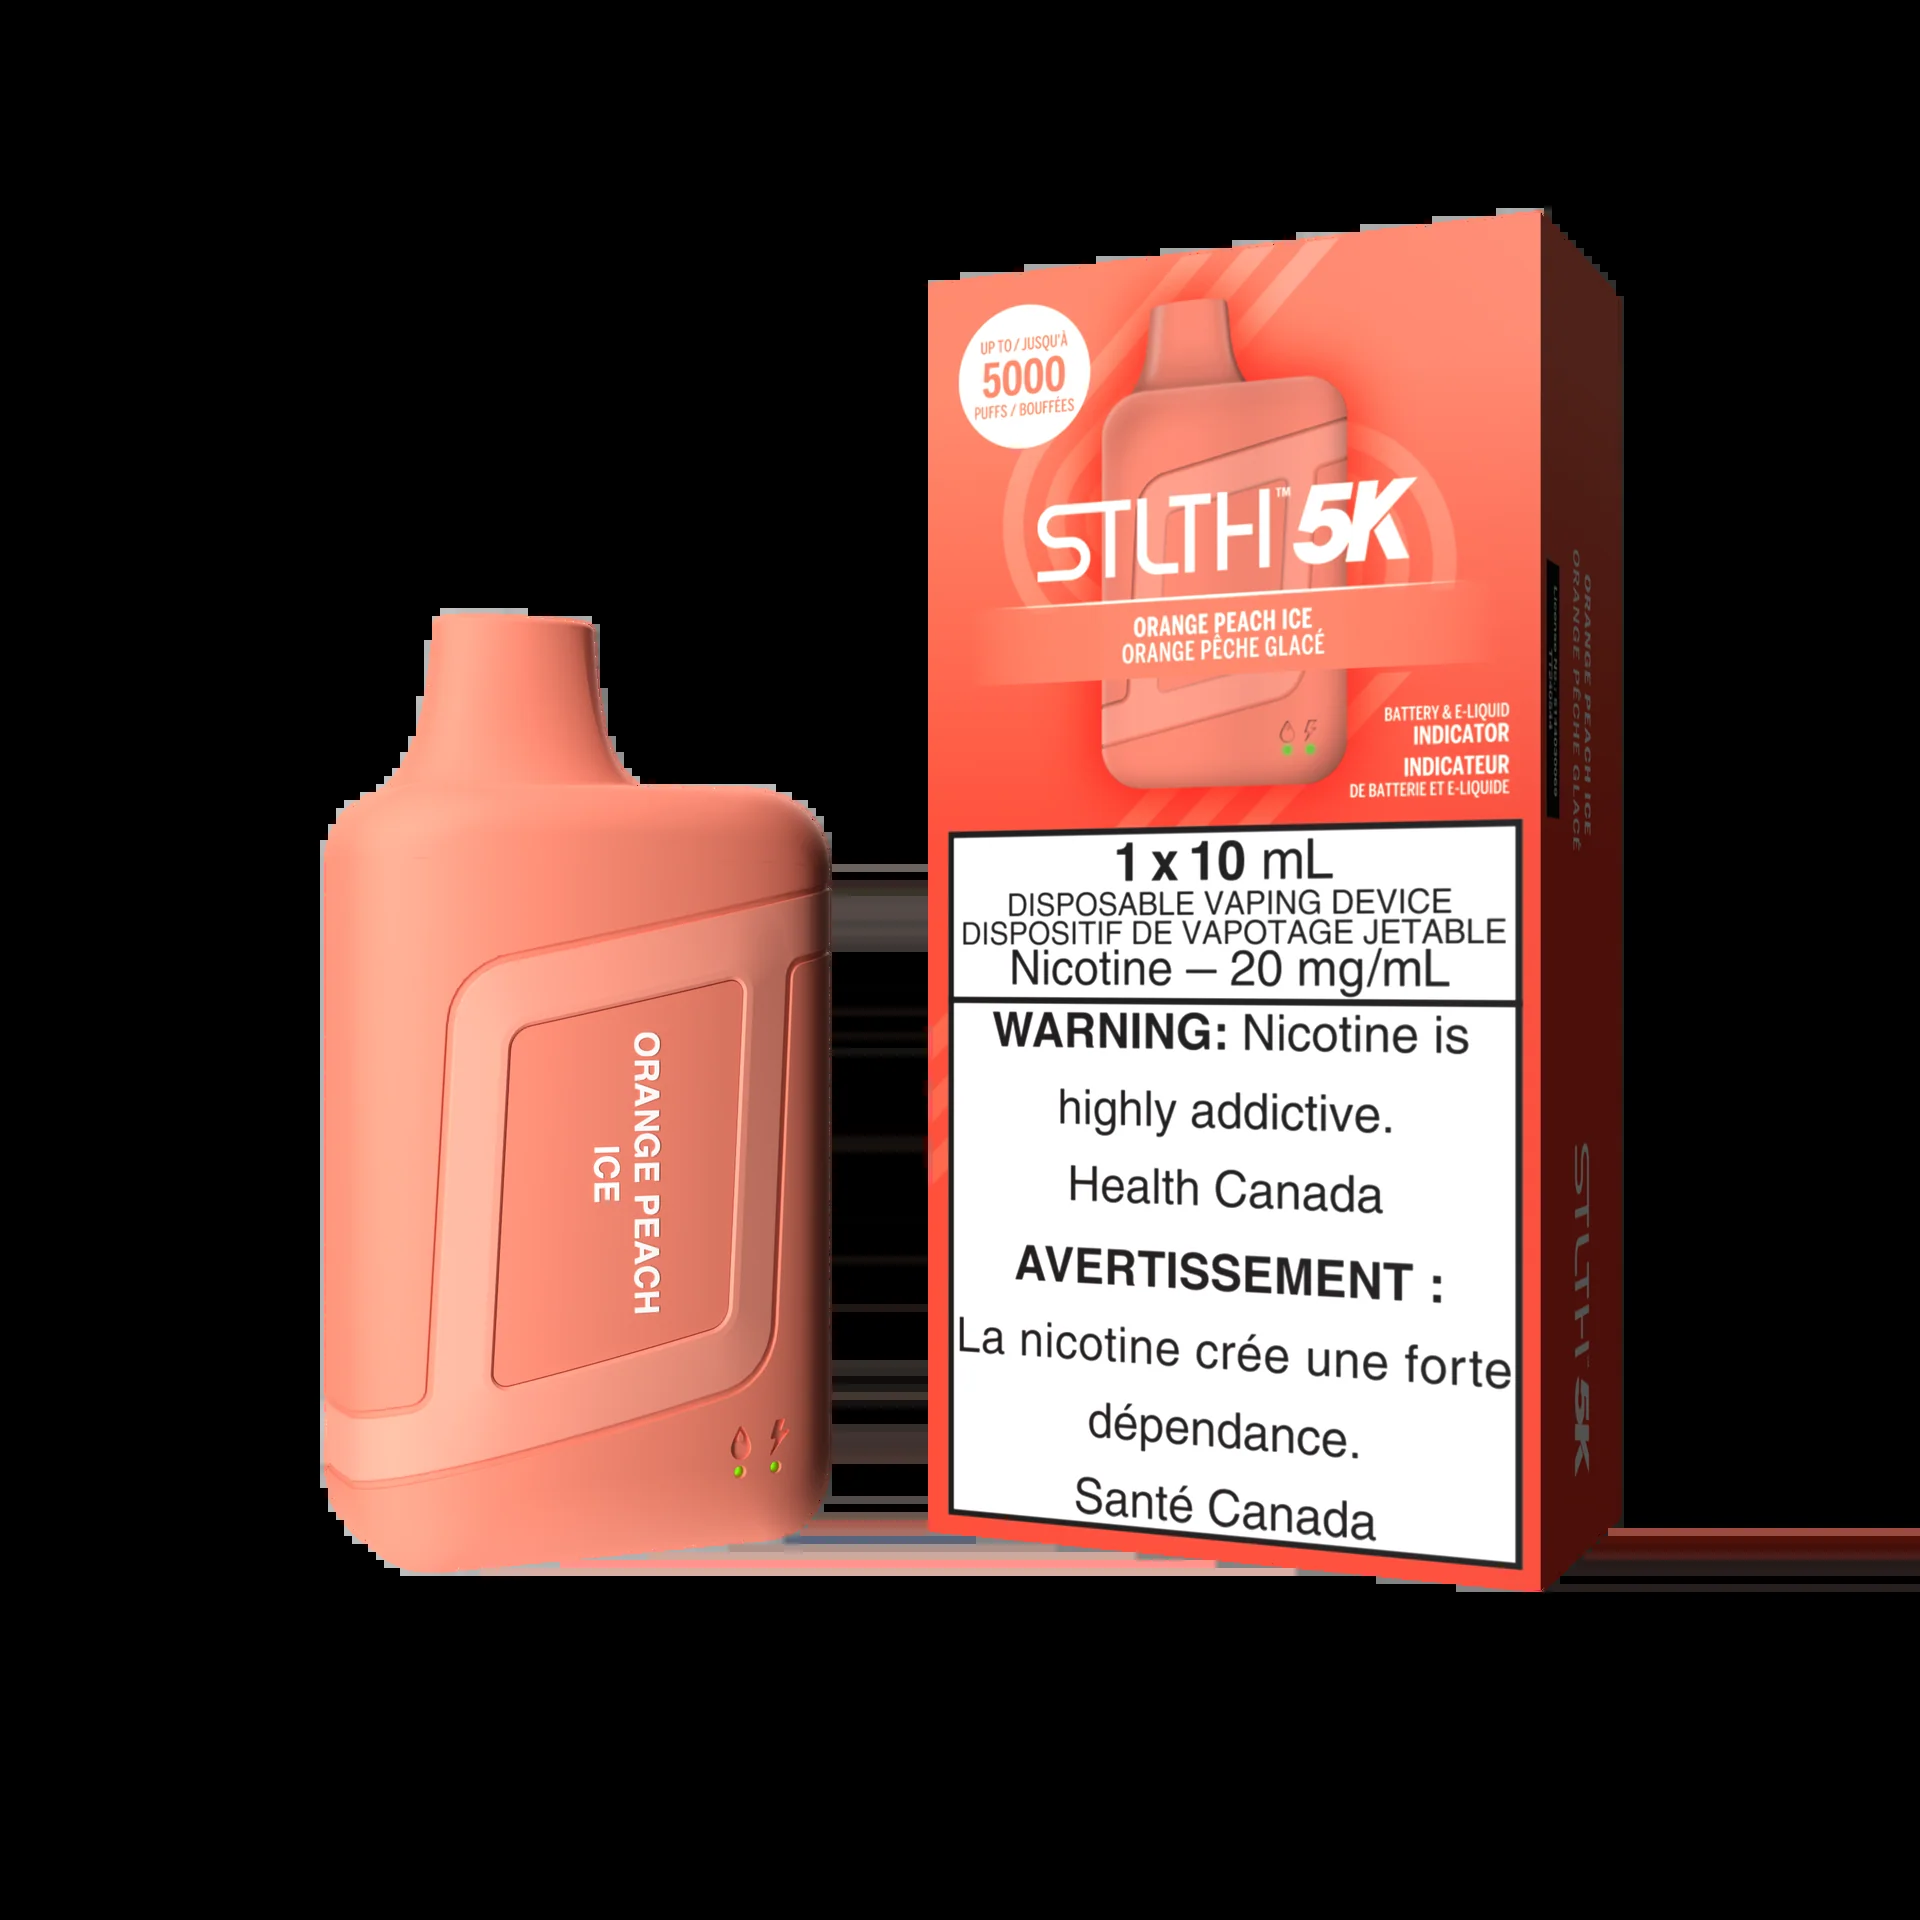 ORANGE PEACH
ICE
UP TO / JUSQU'À
5000
PUFFS / BOUFFÉES
STLTH™ 5K
ORANGE PEACH ICE
ORANGE PÊCHE GLACÉ
BATTERY & E-LIQUID
INDICATOR
INDICATEUR
DE BATTERIE ET E-LIQUIDE
1 x 10 mL
DISPOSABLE VAPING DEVICE
DISPOSITIF DE VAPOTAGE JETABLE
Nicotine – 20 mg/mL
WARNING: Nicotine is
highly addictive.
Health Canada
AVERTISSEMENT :
La nicotine crée une forte
dépendance.
Santé Canada
ORANGE PEACH ICE
ORANGE PÊCHE GLACÉ
STLTH™ 5K